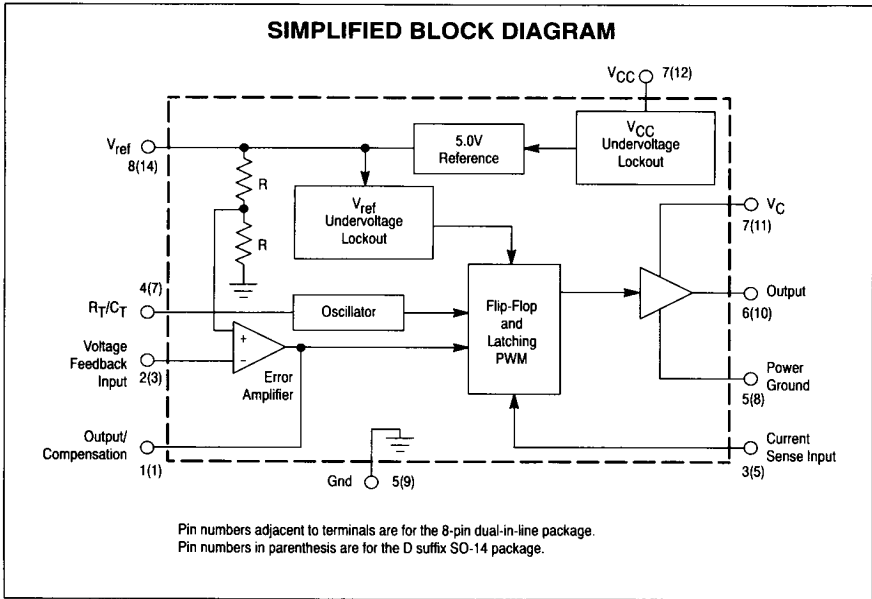 SIMPLIFIED BLOCK DIAGRAM
VCC 7(12)
Vref
8(14)
5.0V
Reference
VCC
Undervoltage
Lockout
R
R
Vref
Undervoltage
Lockout
VC
7(11)
4(7)
RT/CT
Oscillator
Flip-Flop
and
Latching
PWM
Output
6(10)
Voltage
Feedback
Input
2(3)
+
−
Error
Amplifier
Power
Ground
5(8)
Output/
Compensation
1(1)
Gnd 5(9)
Current
Sense Input
3(5)
Pin numbers adjacent to terminals are for the 8-pin dual-in-line package.
Pin numbers in parenthesis are for the D suffix SO-14 package.